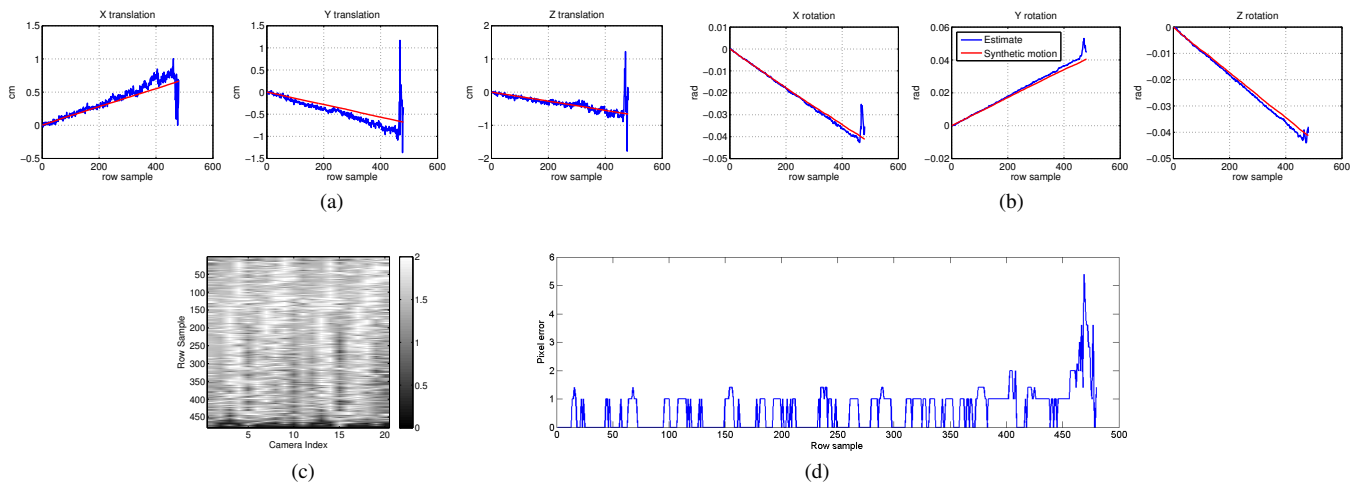 X translation
1.5
1
0.5
0
−0.5
cm
0 200 400 600
row sample
Y translation
1.5
1
0.5
0
−0.5
−1
−1.5
cm
0 200 400 600
row sample
Z translation
2
1
0
−1
−2
cm
0 200 400 600
row sample
(a)
X rotation
0.01
0
−0.01
−0.02
−0.03
−0.04
−0.05
rad
0 200 400 600
row sample
Y rotation
0.06
0.04
0.02
0
−0.02
rad
Estimate
Synthetic motion
0 200 400 600
row sample
Z rotation
0
−0.01
−0.02
−0.03
−0.04
−0.05
rad
0 200 400 600
row sample
(b)
50
100
150
200
250
300
350
400
450
Row Sample
5 10 15 20
Camera Index
2
1.5
1
0.5
0
(c)
6
5
4
3
2
1
0
Pixel error
0 50 100 150 200 250 300 350 400 450 500
Row sample
(d)